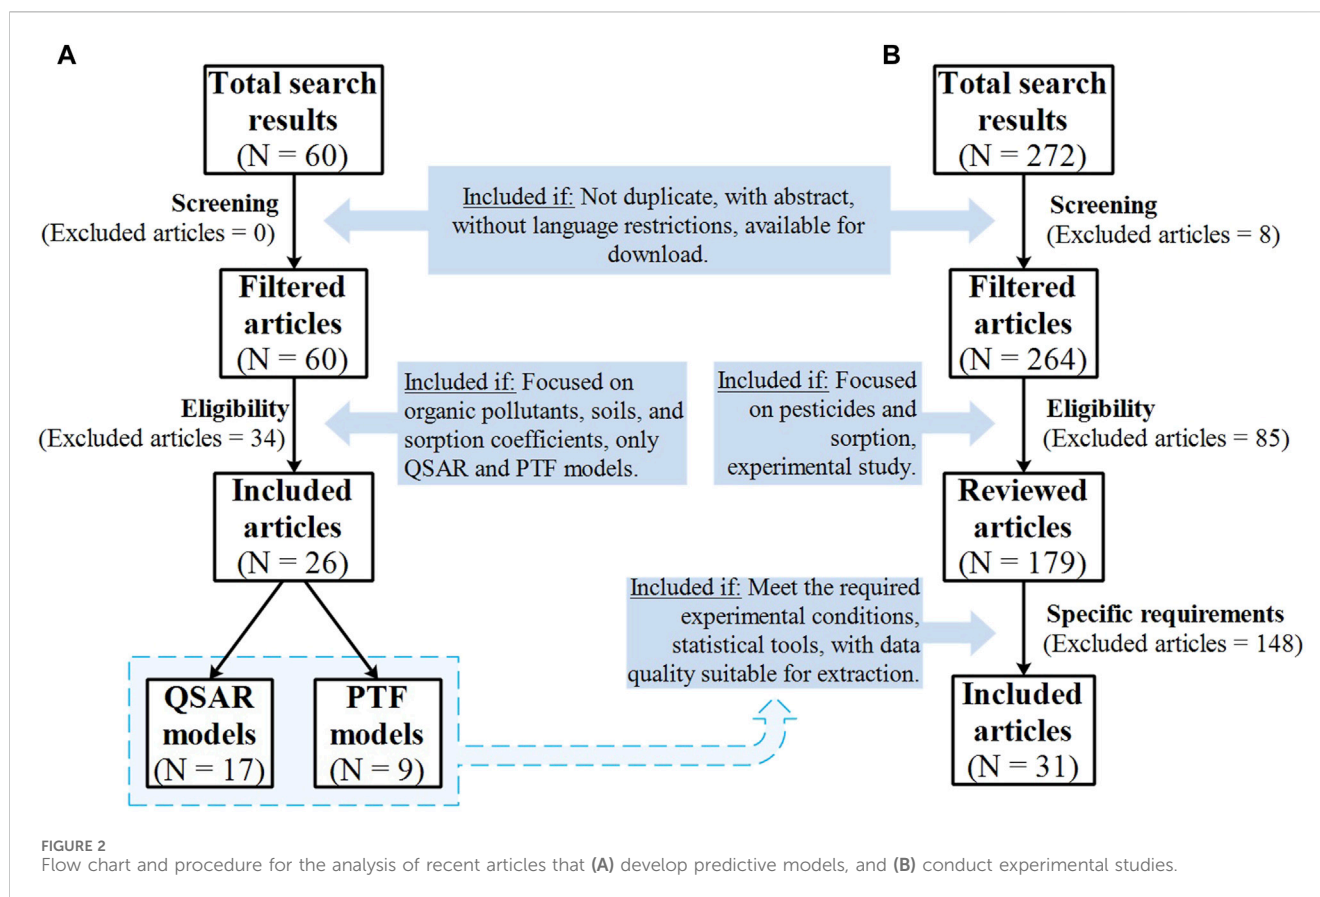 A
Total search
results
(N = 60)
Screening
(Excluded articles = 0)
Filtered
articles
(N = 60)
Eligibility
(Excluded articles = 34)
Included
articles
(N = 26)
QSAR
models
(N = 17)
PTF
models
(N = 9)
Included if: Not duplicate, with abstract,
without language restrictions, available for
download.
Included if: Focused on
organic pollutants, soils, and
sorption coefficients, only
QSAR and PTF models.
Included if: Focused
on pesticides and
sorption,
experimental study.
Included if: Meet the required
experimental conditions,
statistical tools, with data
quality suitable for extraction.
B
Total search
results
(N = 272)
Screening
(Excluded articles = 8)
Filtered
articles
(N = 264)
Eligibility
(Excluded articles = 85)
Reviewed
articles
(N = 179)
Specific requirements
(Excluded articles = 148)
Included
articles
(N = 31)
FIGURE 2
Flow chart and procedure for the analysis of recent articles that (A) develop predictive models, and (B) conduct experimental studies.